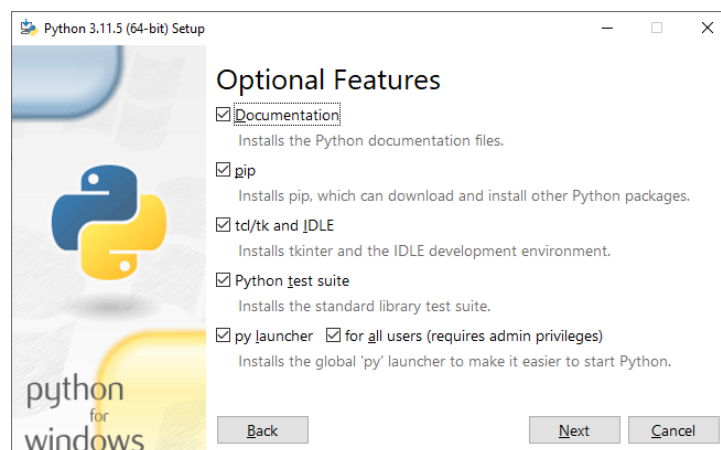 Python 3.11.5 (64-bit) Setup
Optional Features
Documentation
Installs the Python documentation files.
pip
Installs pip, which can download and install other Python packages.
tcl/tk and IDLE
Installs tkinter and the IDLE development environment.
Python test suite
Installs the standard library test suite.
py launcher for all users (requires admin privileges)
Installs the global 'py' launcher to make it easier to start Python.
python
for
windows
Back Next Cancel